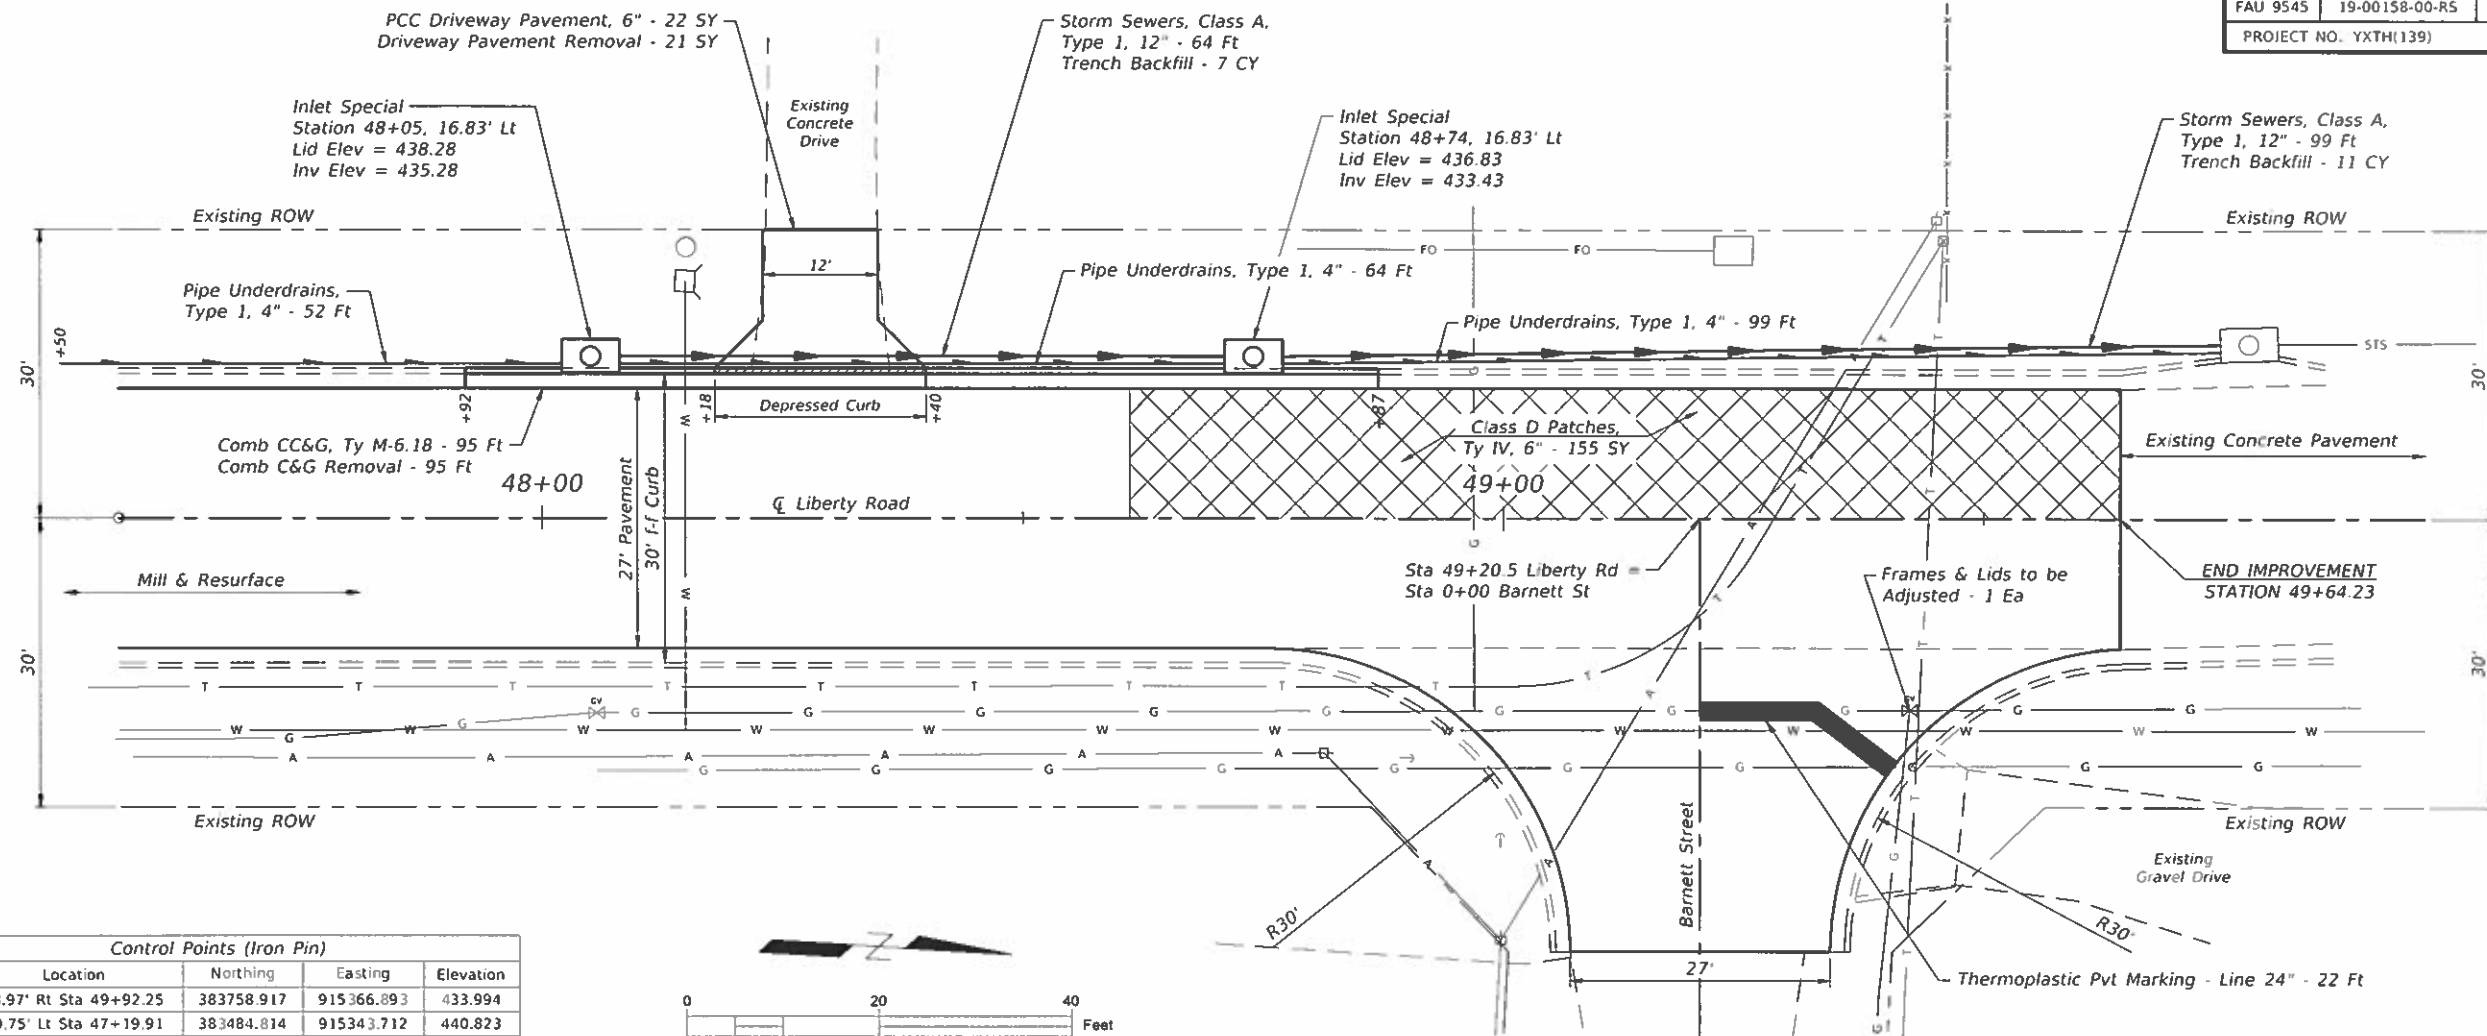 FAU 9545 19-00158-00-RS
PROJECT NO. YXTH(139)
PCC Driveway Pavement, 6" - 22 SY
Driveway Pavement Removal - 21 SY
Storm Sewers, Class A,
Type 1, 12" - 64 Ft
Trench Backfill - 7 CY
Inlet Special
Station 48+05, 16.83' Lt
Lid Elev = 438.28
Inv Elev = 435.28
Existing
Concrete
Drive
Inlet Special
Station 48+74, 16.83' Lt
Lid Elev = 436.83
Inv Elev = 433.43
Storm Sewers, Class A,
Type 1, 12" - 99 Ft
Trench Backfill - 11 CY
Existing ROW
Existing ROW
FO FO
12'
Pipe Underdrains, Type 1, 4" - 64 Ft
Pipe Underdrains,
Type 1, 4" - 52 Ft
Pipe Underdrains, Type 1, 4" - 99 Ft
+50
STS
30'
30'
+92
+18
Depressed Curb
+40
+87
Comb CC&G, Ty M-6.18 - 95 Ft
Comb C&G Removal - 95 Ft
Class D Patches,
Ty IV, 6" - 155 SY
Existing Concrete Pavement
48+00
49+00
27' Pavement
30' f-f Curb
℄ Liberty Road
Mill & Resurface
Sta 49+20.5 Liberty Rd =
Sta 0+00 Barnett St
Frames & Lids to be
Adjusted - 1 Ea
END IMPROVEMENT
STATION 49+64.23
30'
30'
T T T T T T T T T T
GV
G G G G G G G G G G G
W W W W W W W W W W W W W
A A A A A A
G G G G G G G G G G
Existing ROW
Existing ROW
Barnett Street
Existing
Gravel Drive
R30'
R30'
27'
Thermoplastic Pvt Marking - Line 24" - 22 Ft
Z
Control Points (Iron Pin)
Location Northing Easting Elevation
.97' Rt Sta 49+92.25 383758.917 915366.893 433.994
.75' Lt Sta 47+19.91 383484.814 915343.712 440.823
0 20 40
Feet